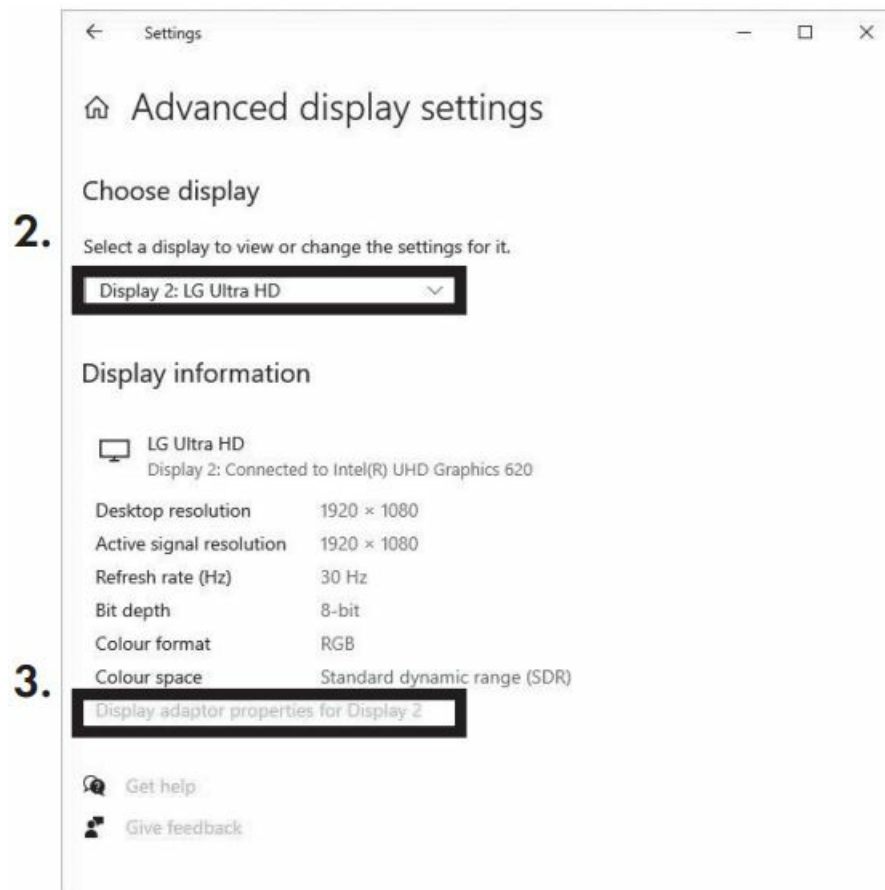 Settings
Advanced display settings
Choose display
2.
Select a display to view or change the settings for it.
Display 2: LG Ultra HD
Display information
LG Ultra HD
Display 2: Connected to Intel(R) UHD Graphics 620
Desktop resolution 1920 × 1080
Active signal resolution 1920 × 1080
Refresh rate (Hz) 30 Hz
Bit depth 8-bit
Colour format RGB
3.
Colour space Standard dynamic range (SDR)
Display adaptor properties for Display 2
Get help
Give feedback